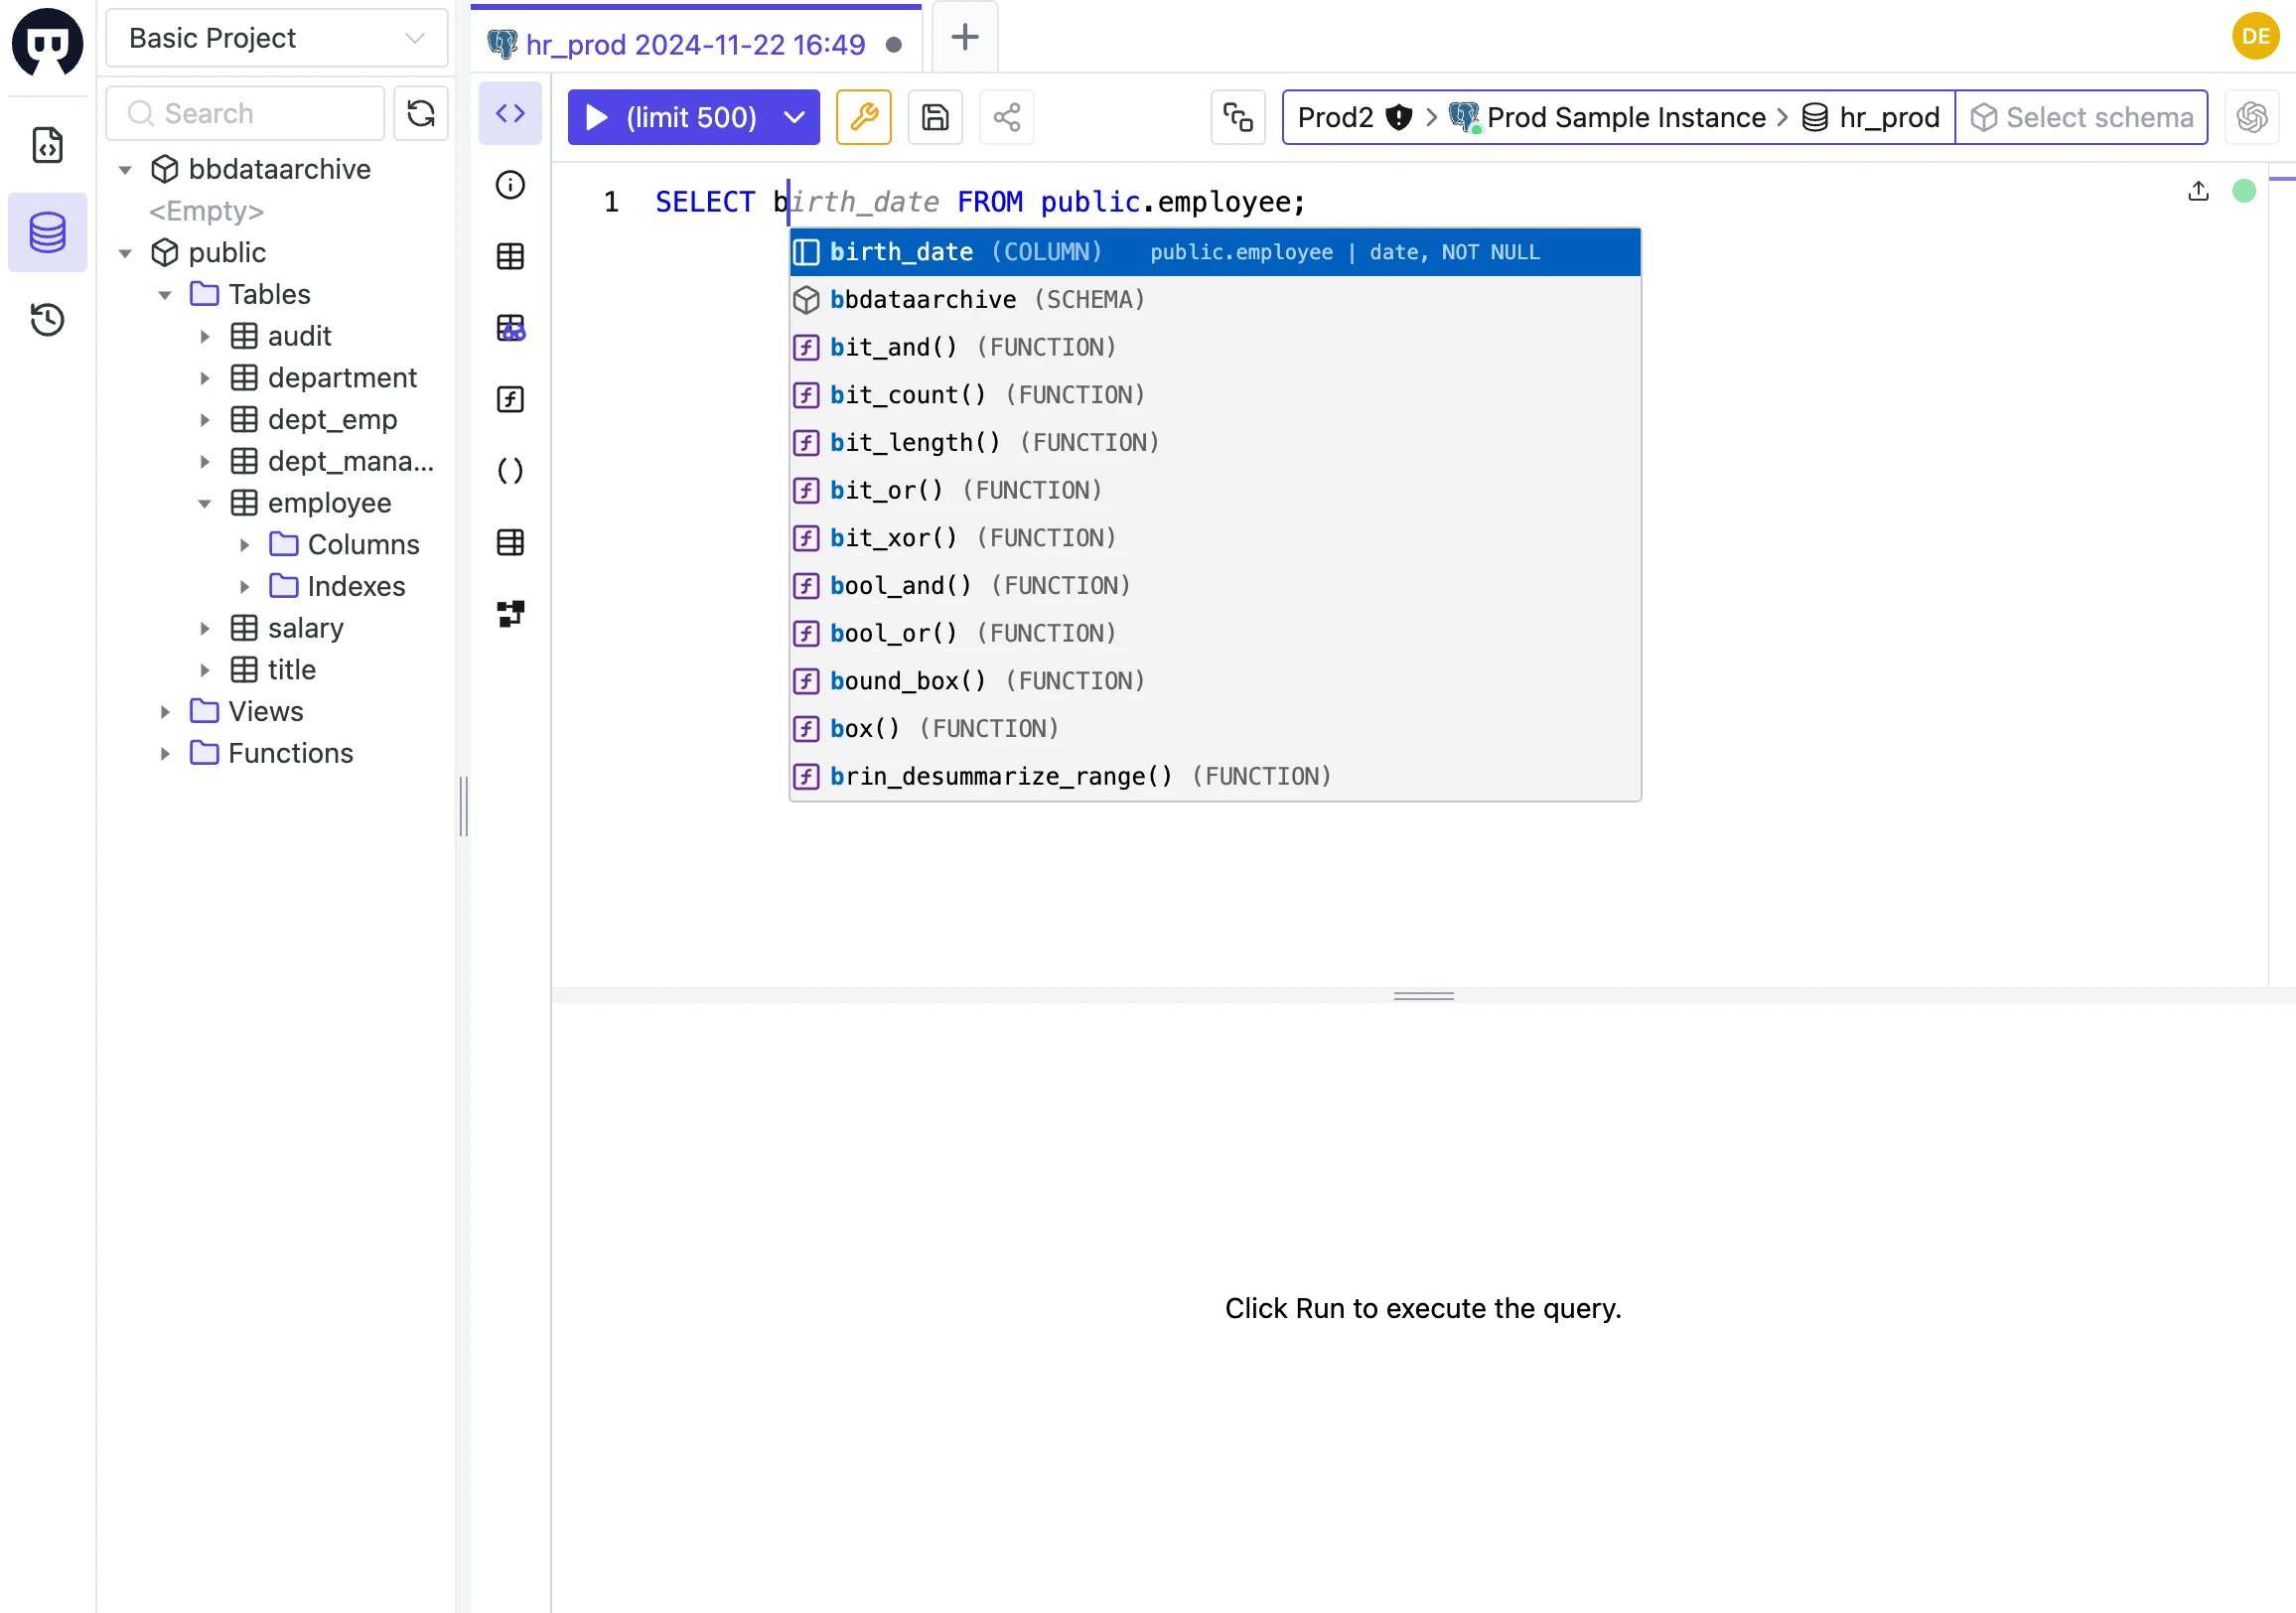 Basic Project
hr_prod 2024-11-22 16:49
DE
Search
(limit 500)
Prod2 > Prod Sample Instance > hr_prod
Select schema
bbdataarchive
<Empty>
public
Tables
audit
department
dept_emp
dept_mana...
employee
Columns
Indexes
salary
title
Views
Functions
1 SELECT birth_date FROM public.employee;
birth_date (COLUMN) public.employee | date, NOT NULL
bbdataarchive (SCHEMA)
bit_and() (FUNCTION)
bit_count() (FUNCTION)
bit_length() (FUNCTION)
bit_or() (FUNCTION)
bit_xor() (FUNCTION)
bool_and() (FUNCTION)
bool_or() (FUNCTION)
bound_box() (FUNCTION)
box() (FUNCTION)
brin_desummarize_range() (FUNCTION)
Click Run to execute the query.